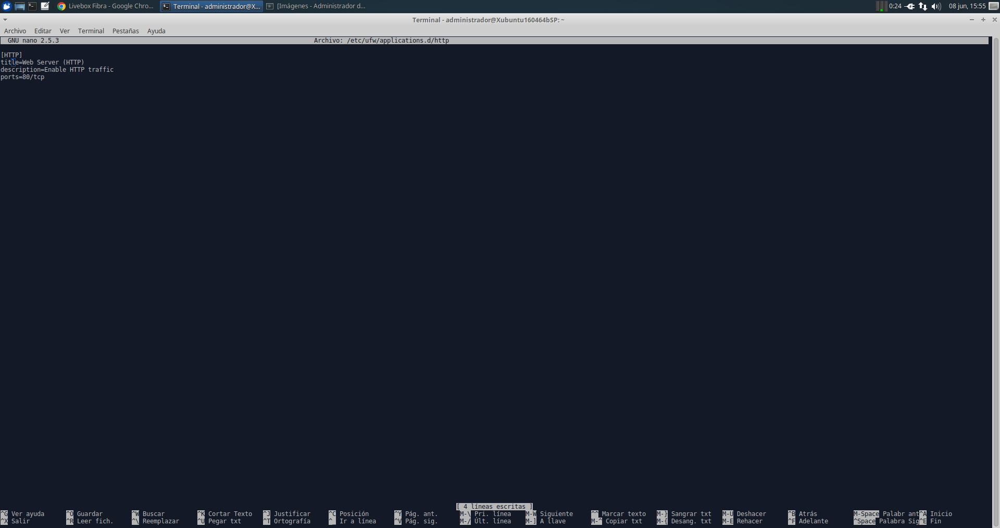 Livebox Fibra - Google Chro... Terminal - administrador@X... [Imágenes - Administrador d... 0:24 08 jun, 15:55
Terminal - administrador@Xubuntu160464bSP: ~
Archivo Editar Ver Terminal Pestañas Ayuda
GNU nano 2.5.3 Archivo: /etc/ufw/applications.d/http
[HTTP]
title=Web Server (HTTP)
description=Enable HTTP traffic
ports=80/tcp
[ 4 líneas escritas ]
^G Ver ayuda ^O Guardar ^W Buscar ^K Cortar Texto ^J Justificar ^C Posición ^Y Pág. ant. M-\ Pri. línea M-W Siguiente ^^ Marcar texto M-} Sangrar txt M-U Deshacer ^B Atrás M-Space Palabr ant^A Inicio
^X Salir ^R Leer fich. ^\ Reemplazar ^U Pegar txt ^T Ortografía ^_ Ir a línea ^V Pág. sig. M-/ Últ. línea M-] A llave M-^ Copiar txt M-{ Desang. txt M-E Rehacer ^F Adelante ^Space Palabra Sig^E Fin